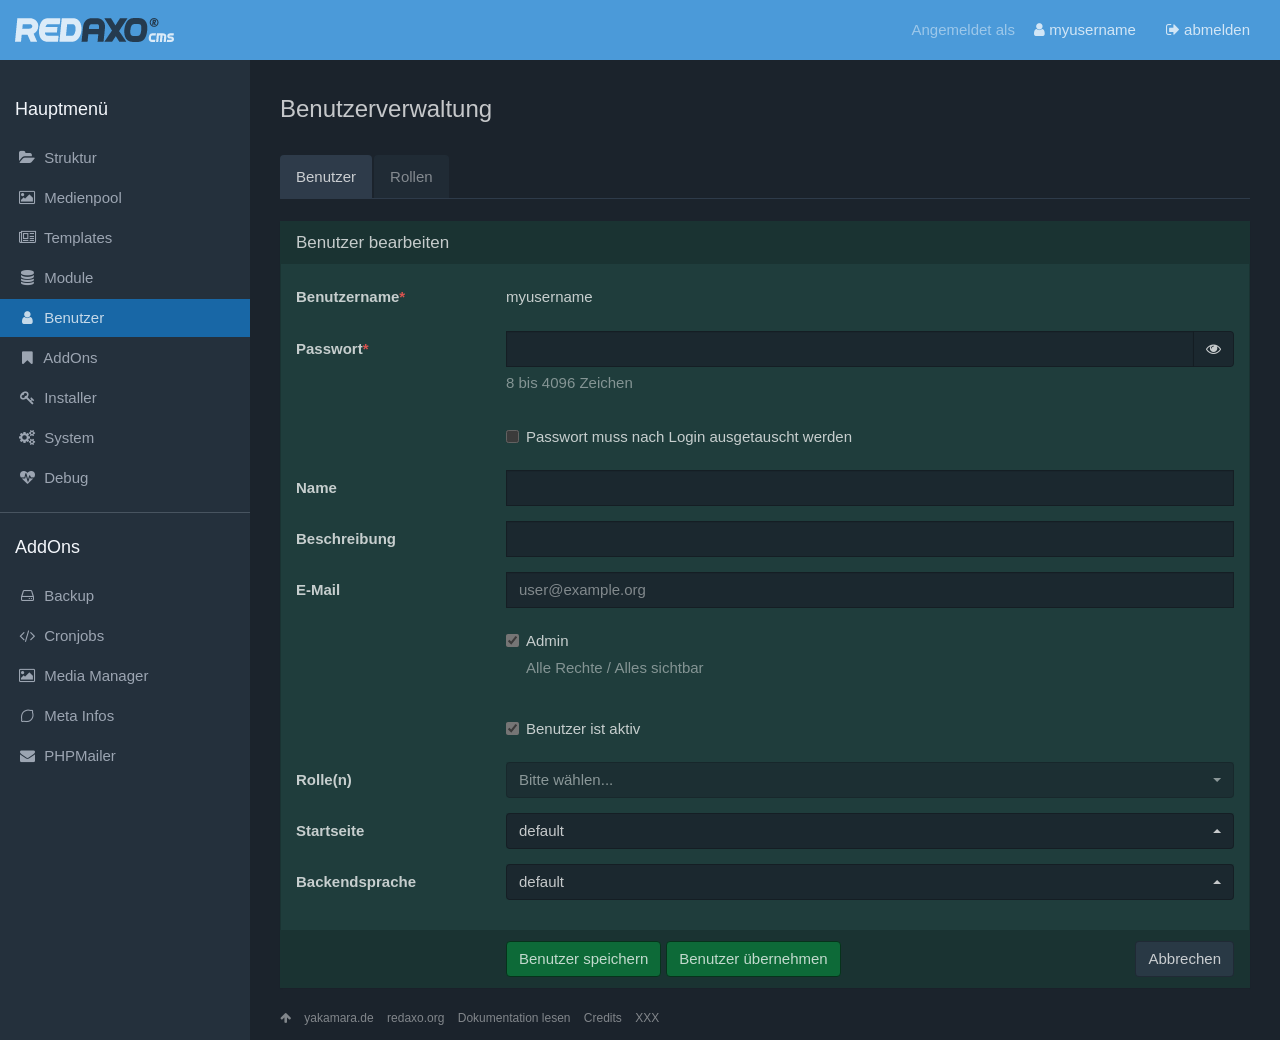 REDAXO® cms
Angemeldet als myusername abmelden
Hauptmenü
Struktur
Medienpool
Templates
Module
Benutzer
AddOns
Installer
System
Debug
AddOns
Backup
Cronjobs
Media Manager
Meta Infos
PHPMailer
Benutzerverwaltung
Benutzer Rollen
Benutzer bearbeiten
Benutzername* myusername
Passwort*
8 bis 4096 Zeichen
Passwort muss nach Login ausgetauscht werden
Name
Beschreibung
E-Mail user@example.org
Admin
Alle Rechte / Alles sichtbar
Benutzer ist aktiv
Rolle(n) Bitte wählen...
Startseite default
Backendsprache default
Benutzer speichern Benutzer übernehmen Abbrechen
yakamara.de redaxo.org Dokumentation lesen Credits XXX